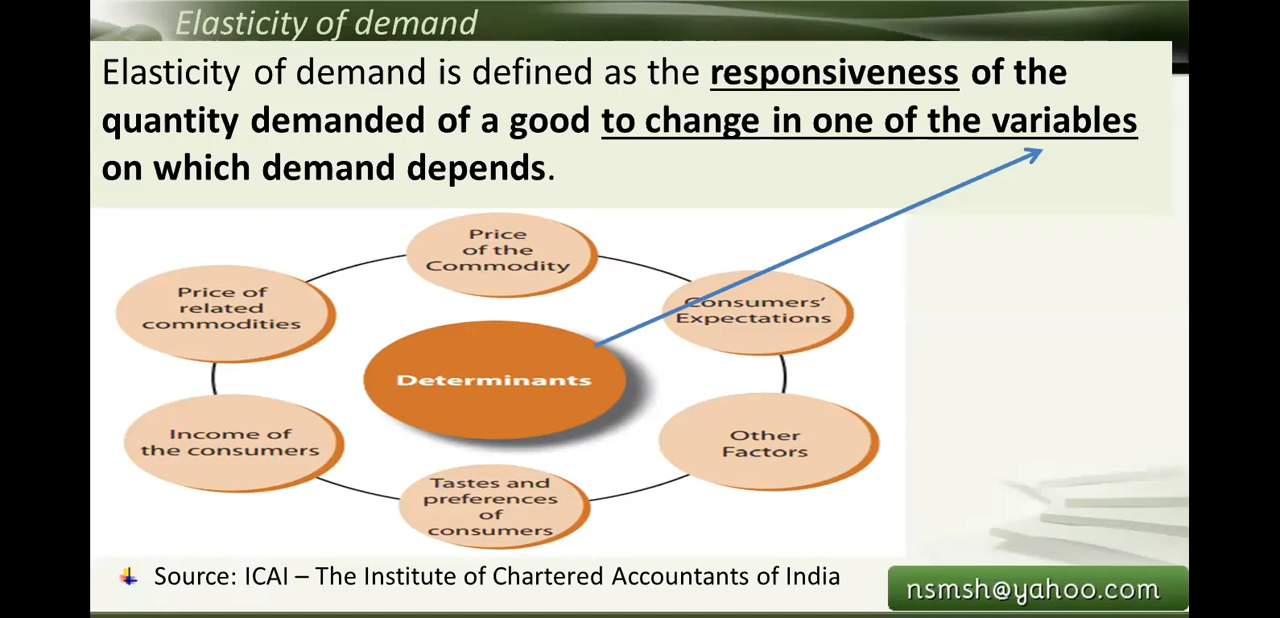 Elasticity of demand
Elasticity of demand is defined as the responsiveness of the
quantity demanded of a good to change in one of the variables
on which demand depends.
Price
of the
Commodity
Price of
related
commodities
Consumers'
Expectations
Determinants
Income of
the consumers
Other
Factors
Tastes and
preferences
of
consumers
Source: ICAI – The Institute of Chartered Accountants of India
nsmsh@yahoo.com